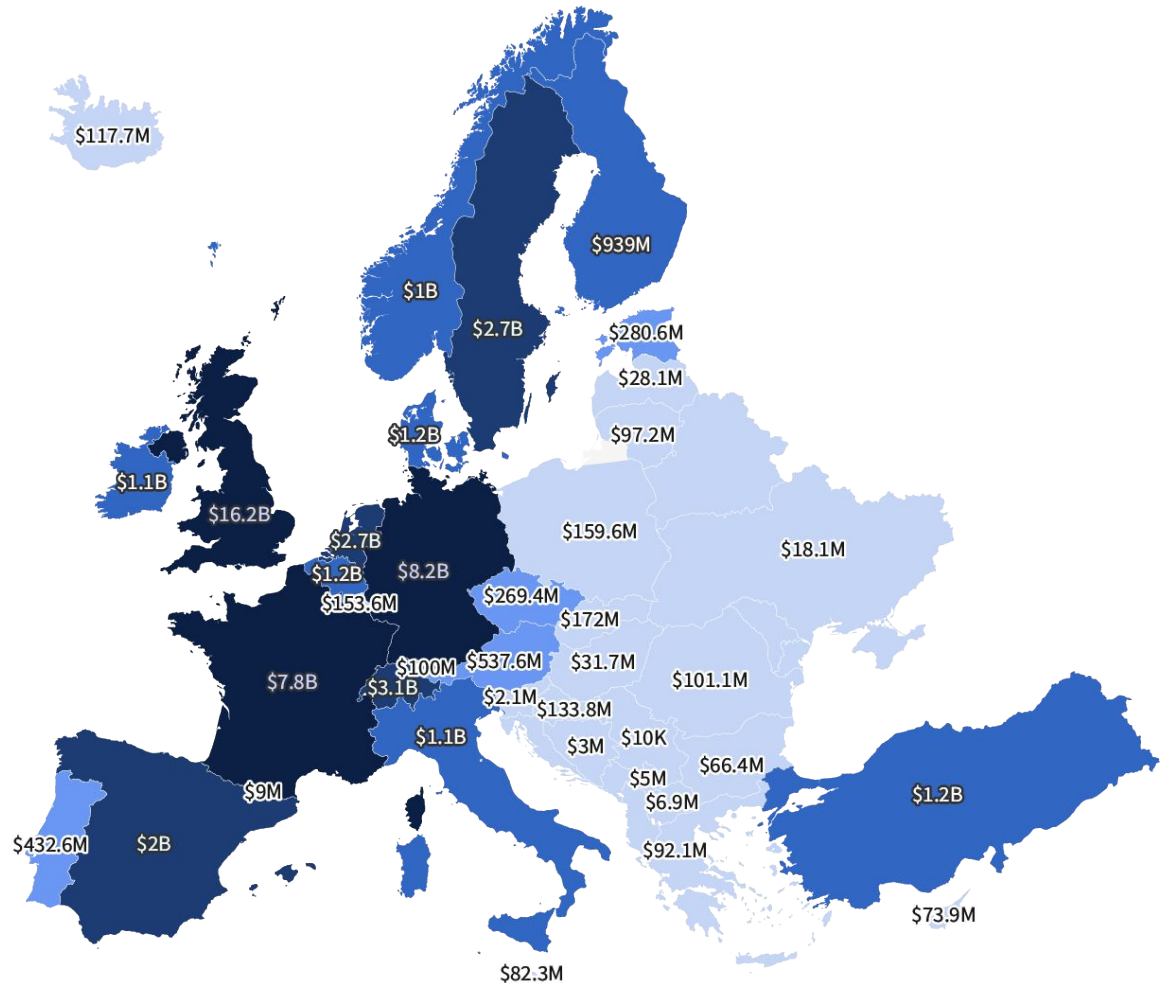 $117.7M
$939M
$1B
$2.7B
$280.6M
$28.1M
$1.2B
$97.2M
$1.1B
$16.2B
$159.6M
$2.7B
$18.1M
$8.2B
$1.2B
$269.4M
$153.6M
$172M
$537.6M
$31.7M
$100M
$7.8B
$101.1M
$3.1B
$2.1M
$133.8M
$1.1B
$10K
$3M
$66.4M
$5M
$9M
$1.2B
$6.9M
$432.6M
$2B
$92.1M
$73.9M
$82.3M